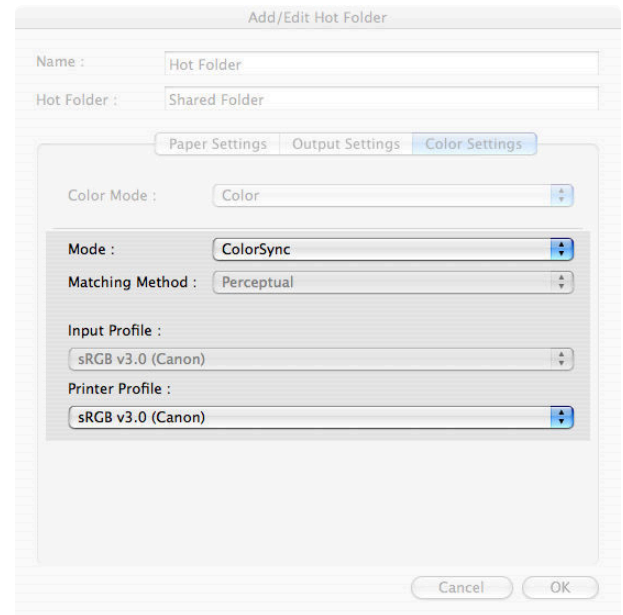 Add/Edit Hot Folder
Name : Hot Folder
Hot Folder : Shared Folder
Paper Settings Output Settings Color Settings
Color Mode : Color
Mode : ColorSync
Matching Method : Perceptual
Input Profile :
sRGB v3.0 (Canon)
Printer Profile :
sRGB v3.0 (Canon)
Cancel OK